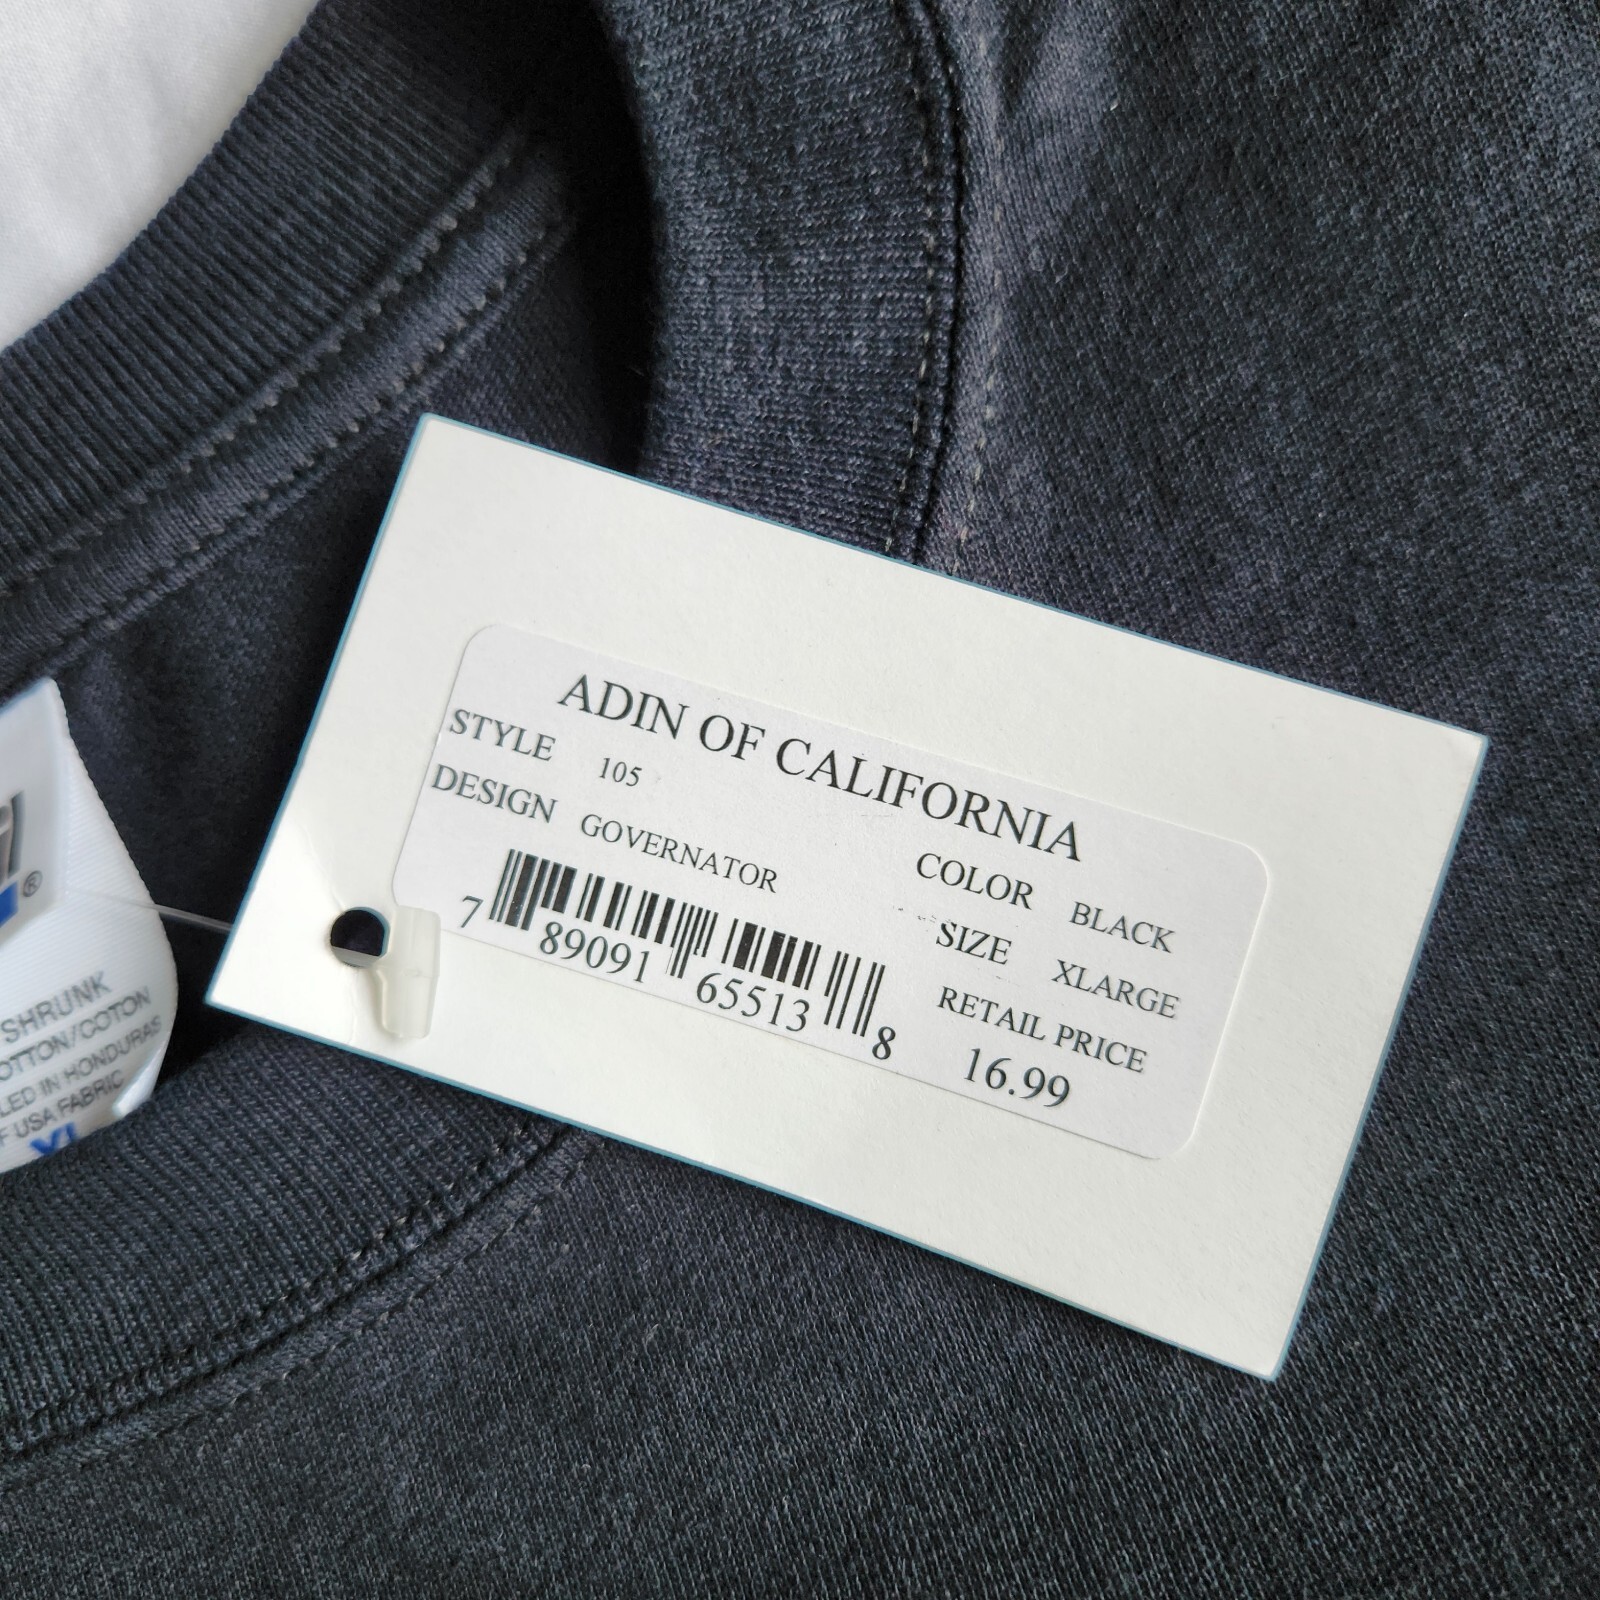 ADIN OF CALIFORNIA
STYLE 105
DESIGN GOVERNATOR
COLOR BLACK
SIZE XLARGE
RETAIL PRICE
16.99
7 89091 65513 8
®
SHRUNK
OTTON/COTON
LED IN HONDURAS
F USA FABRIC
XL